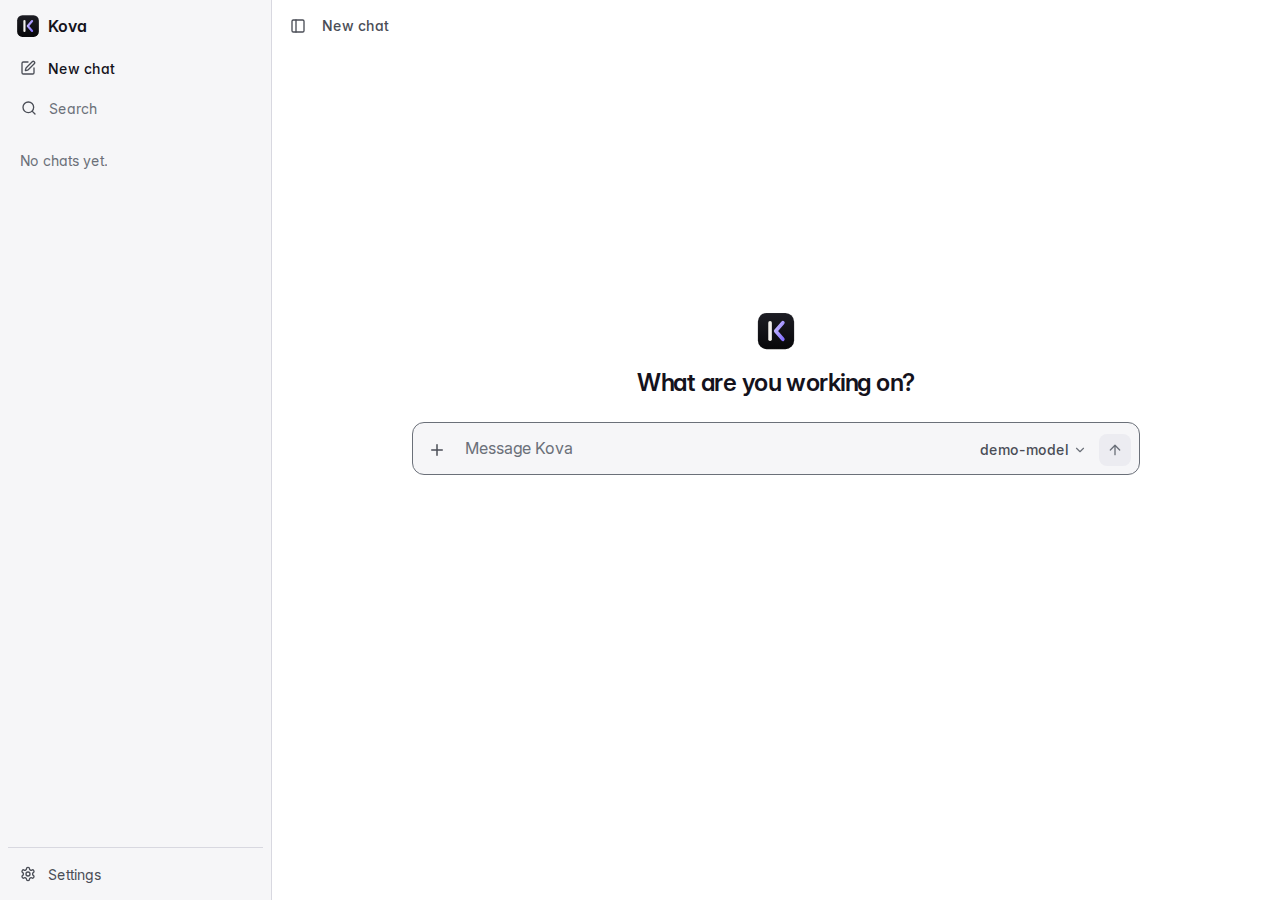 Kova
New chat
Search
No chats yet.
Settings
New chat
What are you working on?
Message Kova
demo-model